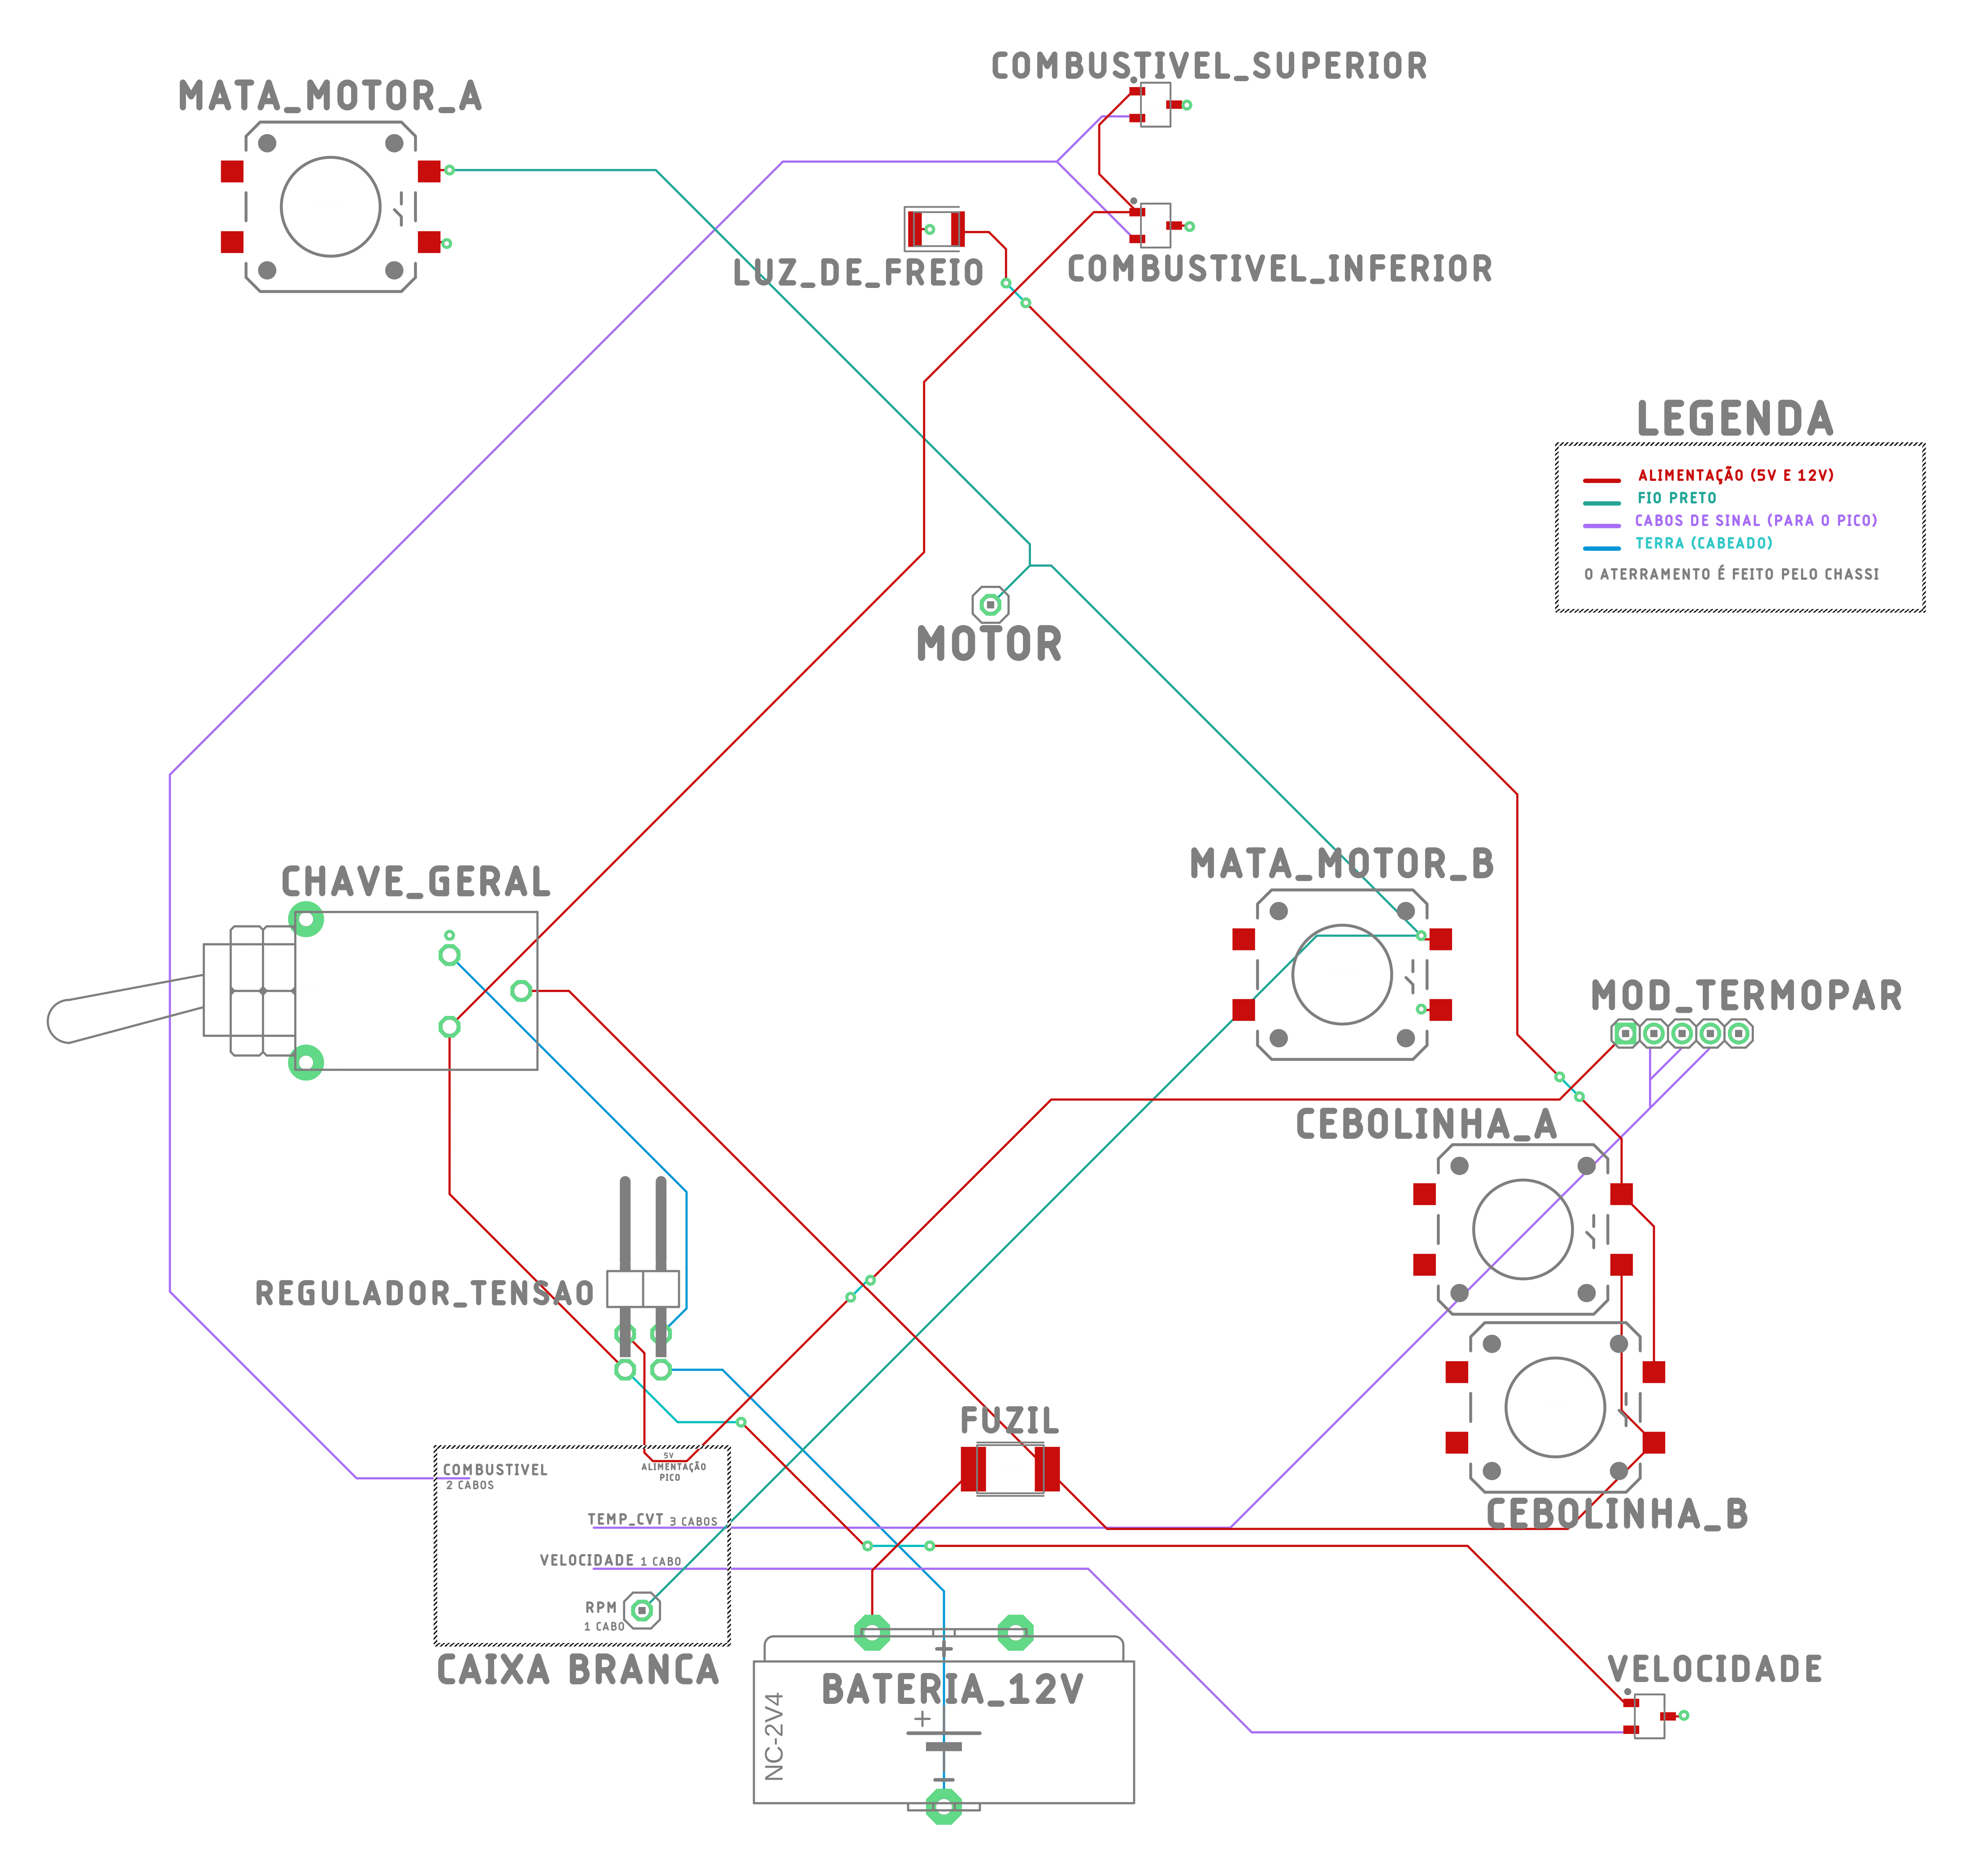 COMBUSTIVEL_SUPERIOR
MATA_MOTOR_A
LUZ_DE_FREIO
COMBUSTIVEL_INFERIOR
LEGENDA
ALIMENTAÇÃO (5V E 12V)
FIO PRETO
CABOS DE SINAL (PARA O PICO)
TERRA (CABEADO)
O ATERRAMENTO É FEITO PELO CHASSI
MOTOR
MATA_MOTOR_B
CHAVE_GERAL
MOD_TERMOPAR
CEBOLINHA_A
REGULADOR_TENSAO
FUZIL
5V
ALIMENTAÇÃO
PICO
COMBUSTIVEL
2 CABOS
CEBOLINHA_B
TEMP_CVT 3 CABOS
VELOCIDADE 1 CABO
RPM
1 CABO
CAIXA BRANCA
VELOCIDADE
BATERIA_12V
NC-2V4